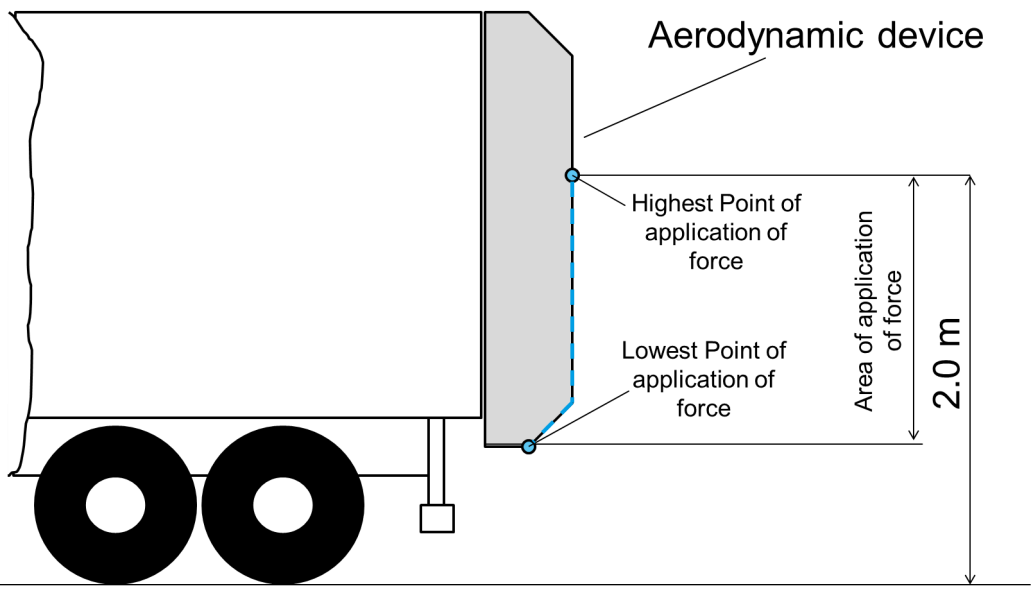 Aerodynamic device
Highest Point of
application of
force
Lowest Point of
application of
force
Area of application
of force
2.0 m